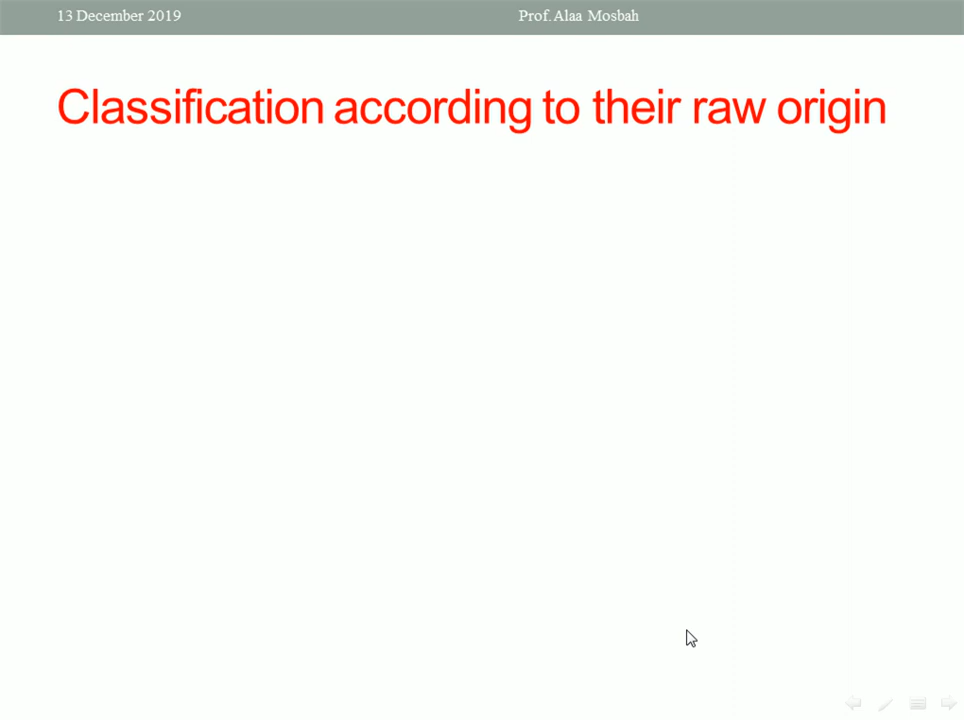 13 December 2019 Prof. Alaa Mosbah
Classification according to their raw origin